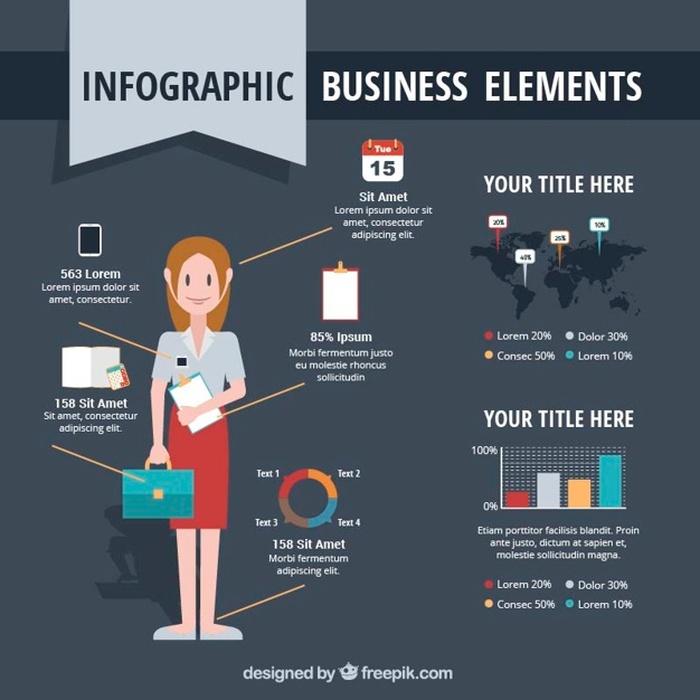 INFOGRAPHIC BUSINESS ELEMENTS
Tue
15
Sit Amet
Lorem ipsum dolor sit
amet, consectetur
adipiscing elit.
563 Lorem
Lorem ipsum dolor sit
amet, consectetur.
85% Ipsum
Morbi fermentum justo
eu molestie rhoncus
sollicitudin
158 Sit Amet
Sit amet, consectetur
adipiscing elit.
Text 1
Text 2
Text 3
Text 4
158 Sit Amet
Morbi fermentum
adipiscing elit.
YOUR TITLE HERE
20%
40%
25%
10%
Lorem 20%
Dolor 30%
Consec 50%
Lorem 10%
YOUR TITLE HERE
100%
0%
Etiam porttitor facilisis blandit. Proin
ante justo, dictum at sapien et,
molestie sollicitudin magna.
Lorem 20%
Dolor 30%
Consec 50%
Lorem 10%
designed by freepik.com